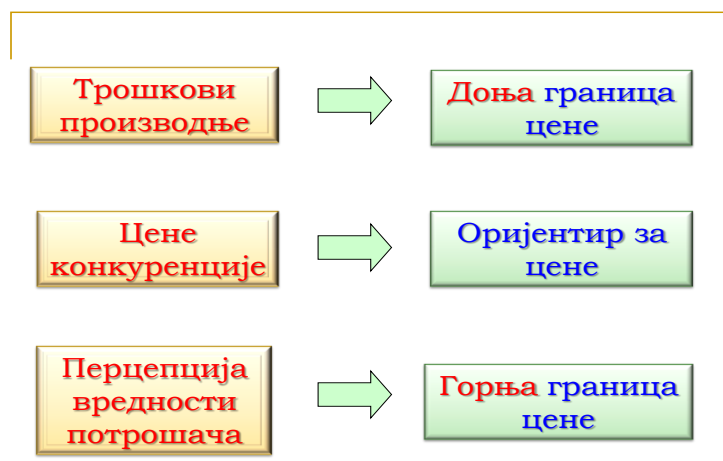 Трошкови
производње
Доња граница
цене
Цене
конкуренције
Оријентир за
цене
Перцепција
вредности
потрошача
Горња граница
цене